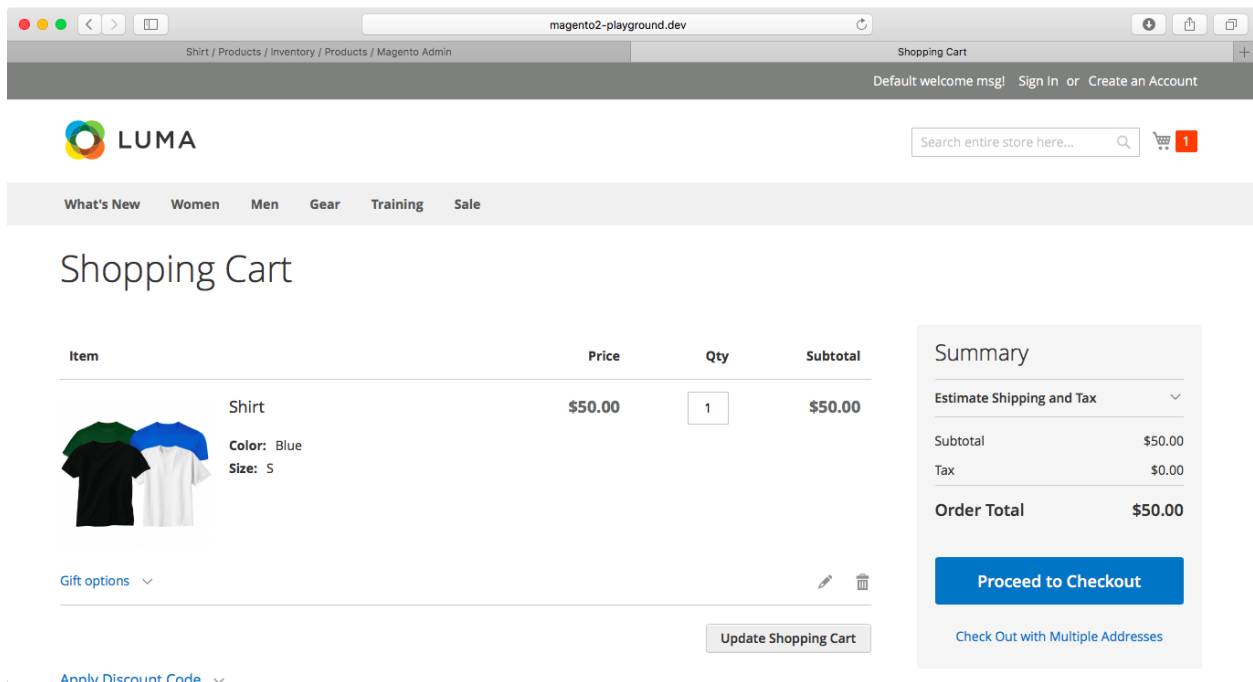 magento2-playground.dev
Shirt / Products / Inventory / Products / Magento Admin
Shopping Cart
Default welcome msg! Sign In or Create an Account
LUMA
Search entire store here...
1
What's New Women Men Gear Training Sale
Shopping Cart
Item Price Qty Subtotal
Shirt $50.00 1 $50.00
Color: Blue
Size: S
Gift options
Update Shopping Cart
Apply Discount Code
Summary
Estimate Shipping and Tax
Subtotal $50.00
Tax $0.00
Order Total $50.00
Proceed to Checkout
Check Out with Multiple Addresses